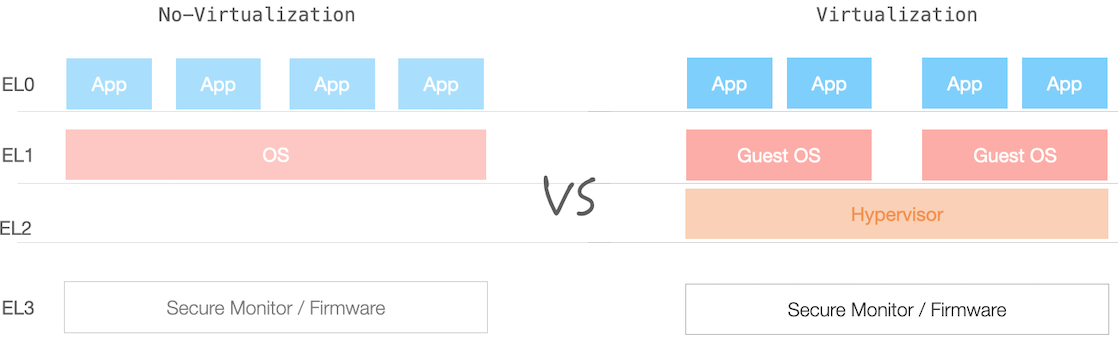 No-Virtualization Virtualization
EL0 App App App App App App App App
EL1 OS Guest OS Guest OS
vs
EL2 Hypervisor
EL3 Secure Monitor / Firmware Secure Monitor / Firmware